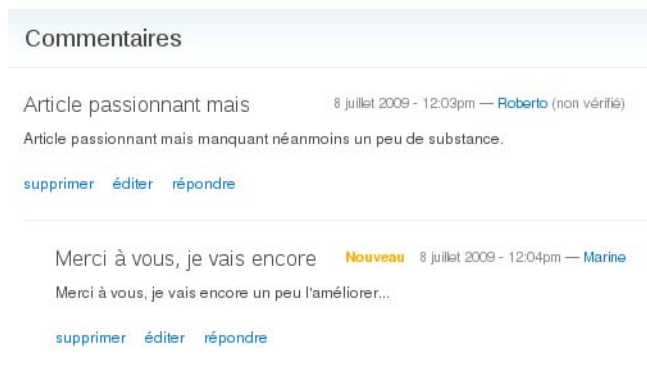 Commentaires
Article passionnant mais 8 juillet 2009 - 12:03pm — Roberto (non vérifié)
Article passionnant mais manquant néanmoins un peu de substance.
supprimer éditer répondre
Merci à vous, je vais encore Nouveau 8 juillet 2009 - 12:04pm — Marine
Merci à vous, je vais encore un peu l'améliorer...
supprimer éditer répondre